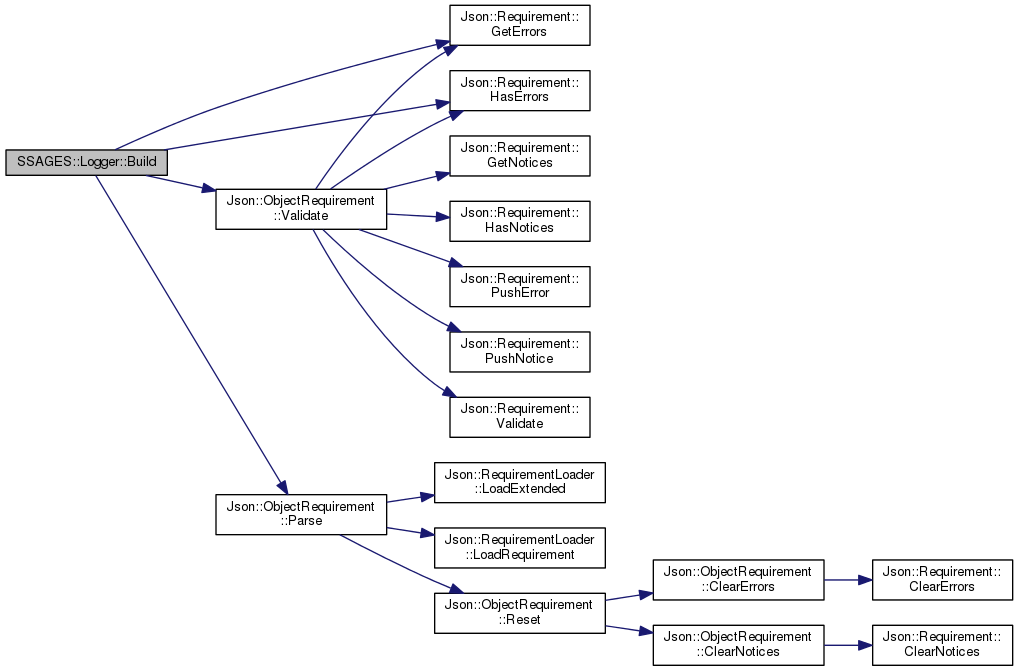 Json::Requirement::
GetErrors
Json::Requirement::
HasErrors
SSAGES::Logger::Build
Json::Requirement::
GetNotices
Json::ObjectRequirement
::Validate
Json::Requirement::
HasNotices
Json::Requirement::
PushError
Json::Requirement::
PushNotice
Json::Requirement::
Validate
Json::RequirementLoader
::LoadExtended
Json::ObjectRequirement
::Parse
Json::RequirementLoader
::LoadRequirement
Json::ObjectRequirement
::Reset
Json::ObjectRequirement
::ClearErrors
Json::Requirement::
ClearErrors
Json::ObjectRequirement
::ClearNotices
Json::Requirement::
ClearNotices